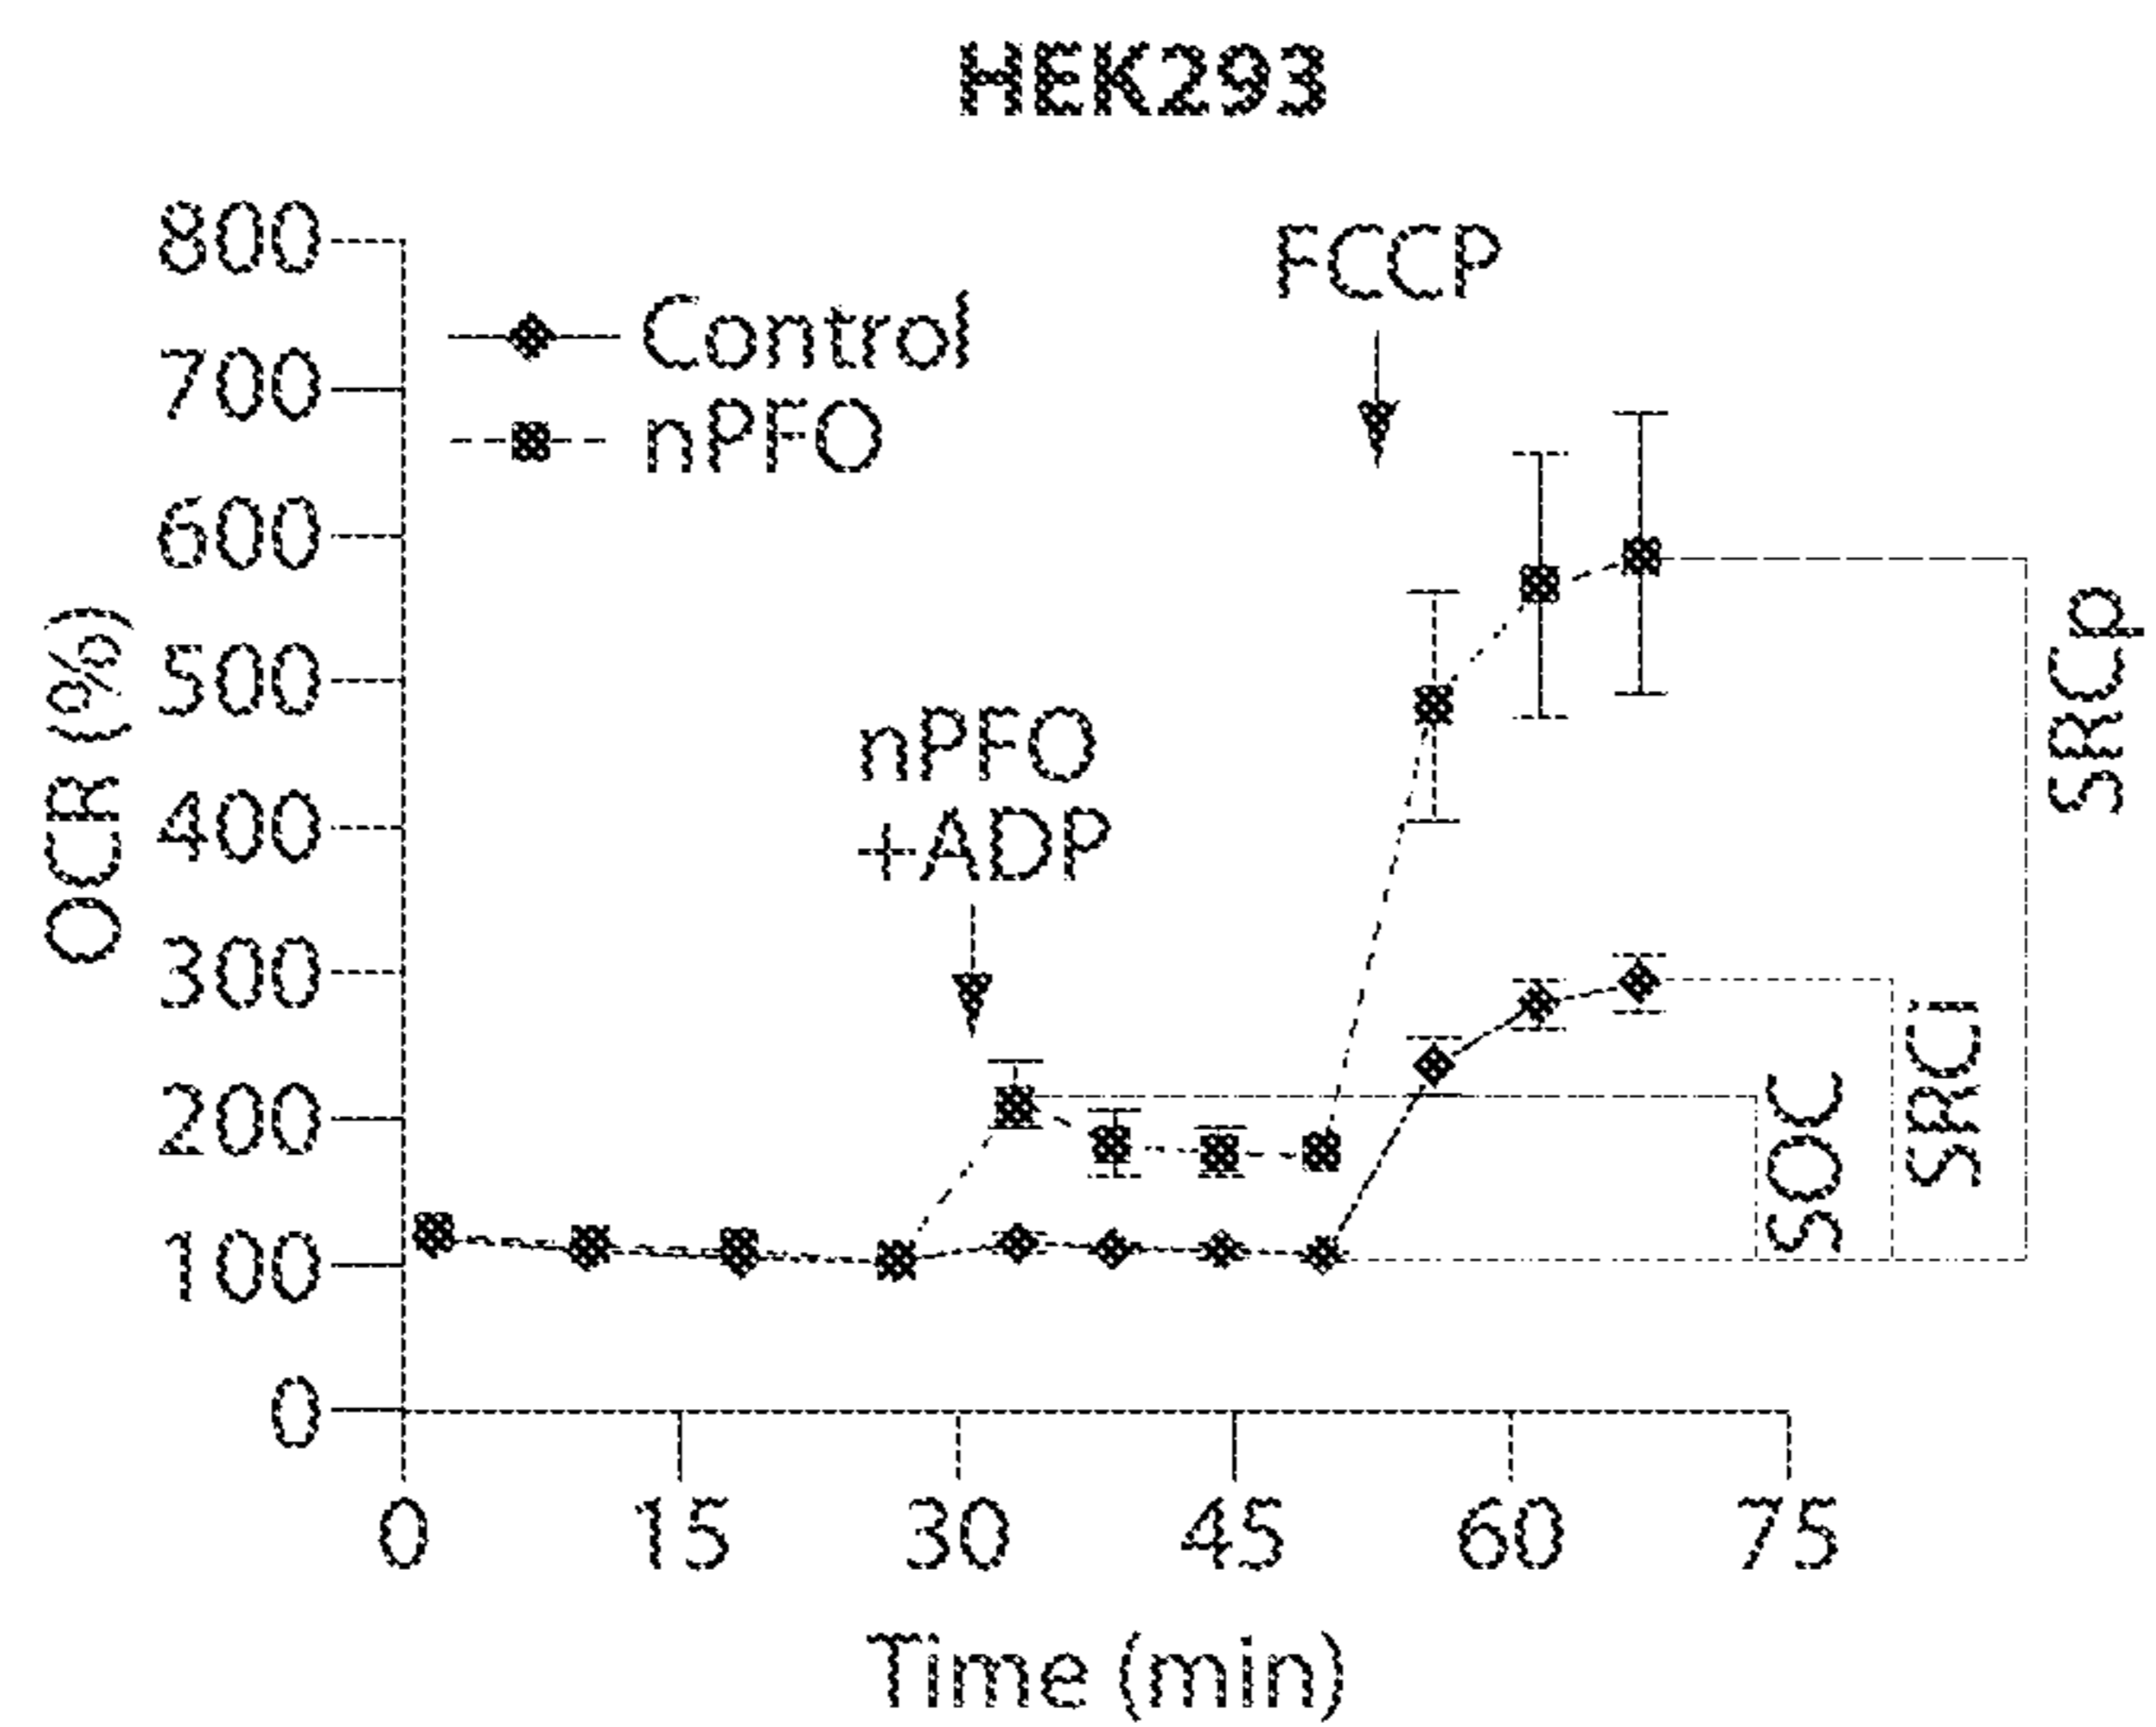 HEK293
800
700
600
500
400
300
200
100
0
OCR (%)
Control
nPFO
FCCP
nPFO
+ADP
SOC
SRCi
SRCp
0 15 30 45 60 75
Time (min)